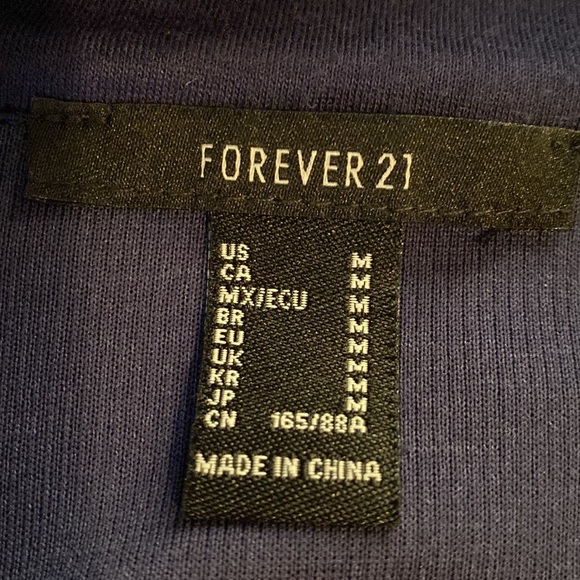 FOREVER 21
US M
CA M
MX/ECU M
BR M
EU M
UK M
KR M
JP M
CN 165/88A
MADE IN CHINA